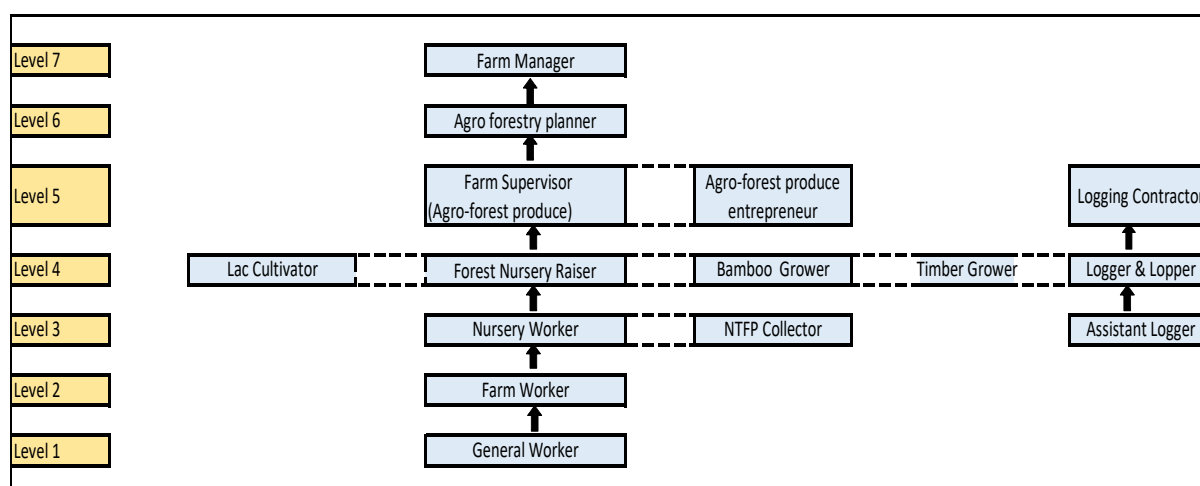 Level 7
Farm Manager
Level 6
Agro forestry planner
Level 5
Farm Supervisor
(Agro-forest produce)
Agro-forest produce
entrepreneur
Logging Contractor
Level 4
Lac Cultivator
Forest Nursery Raiser
Bamboo Grower
Timber Grower
Logger & Lopper
Level 3
Nursery Worker
NTFP Collector
Assistant Logger
Level 2
Farm Worker
Level 1
General Worker